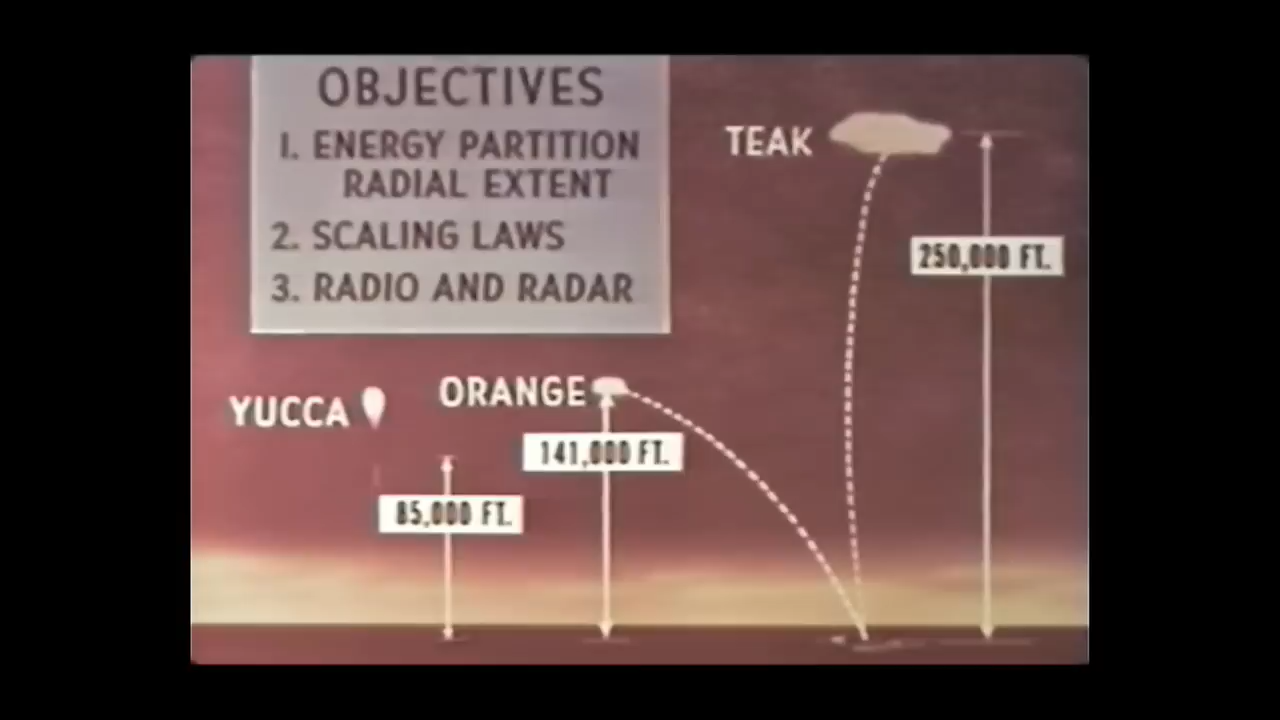 OBJECTIVES
1. ENERGY PARTITION
RADIAL EXTENT
2. SCALING LAWS
3. RADIO AND RADAR
TEAK
250,000 FT.
YUCCA
ORANGE
141,000 FT.
85,000 FT.